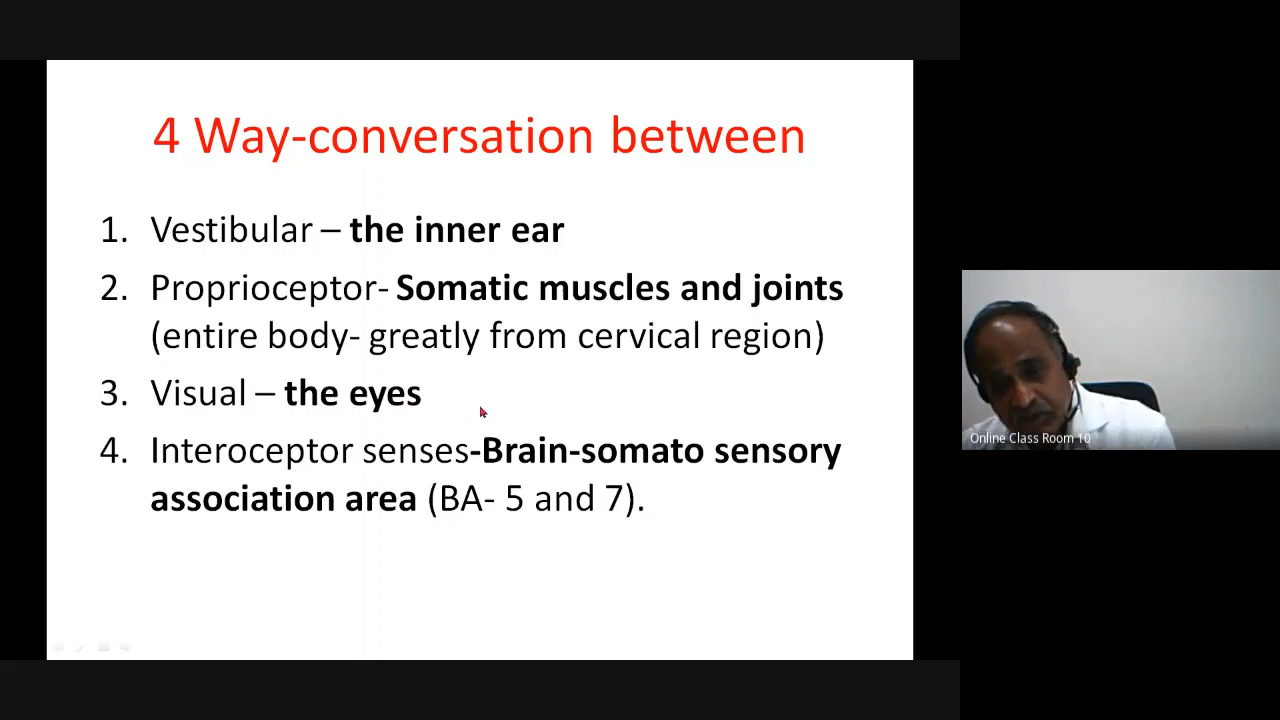 4 Way-conversation between
1. Vestibular – the inner ear
2. Proprioceptor- Somatic muscles and joints
(entire body- greatly from cervical region)
3. Visual – the eyes
4. Interoceptor senses-Brain-somato sensory
association area (BA- 5 and 7).
Online Class Room 10